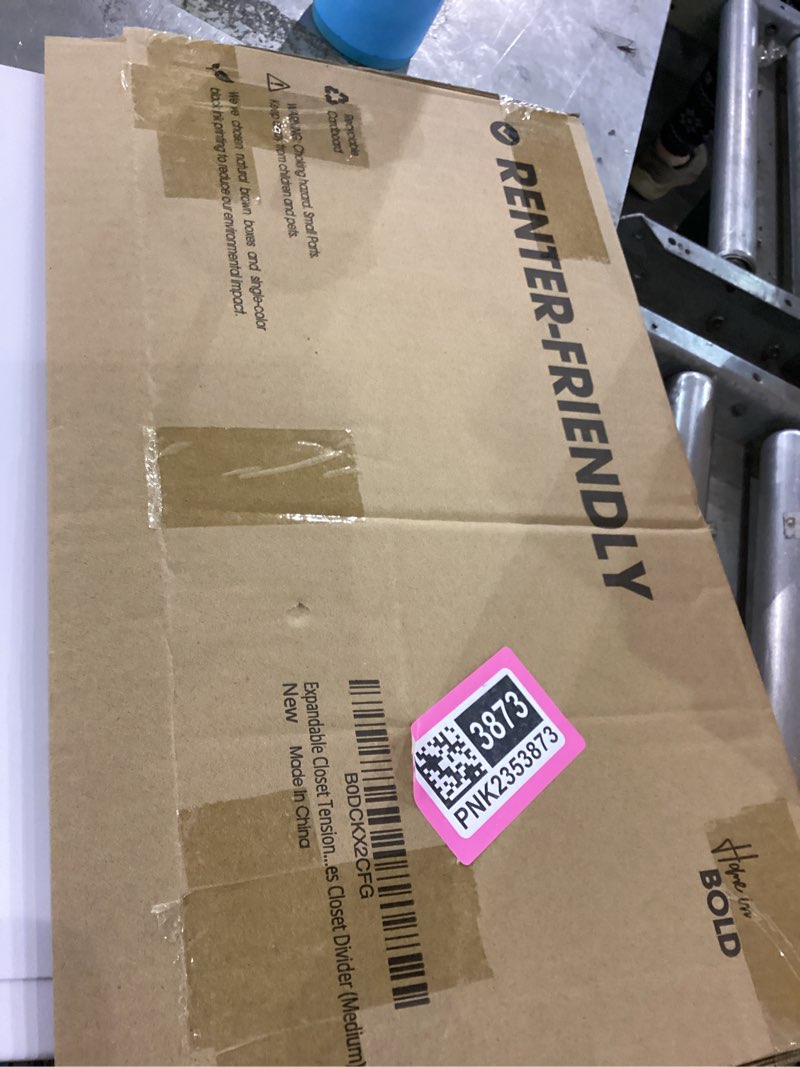 RENTER-FRIENDLY
Recyclable
Cardboard
WARNING: Choking hazard. Small Parts.
Keep away from children and pets.
We've chosen natural brown boxes and single-color
black ink printing to reduce our environmental impact.
Home in
BOLD
3873
PNK2353873
B0DCKX2CFG
Expandable Closet Tension...es Closet Divider (Medium)
New Made In China